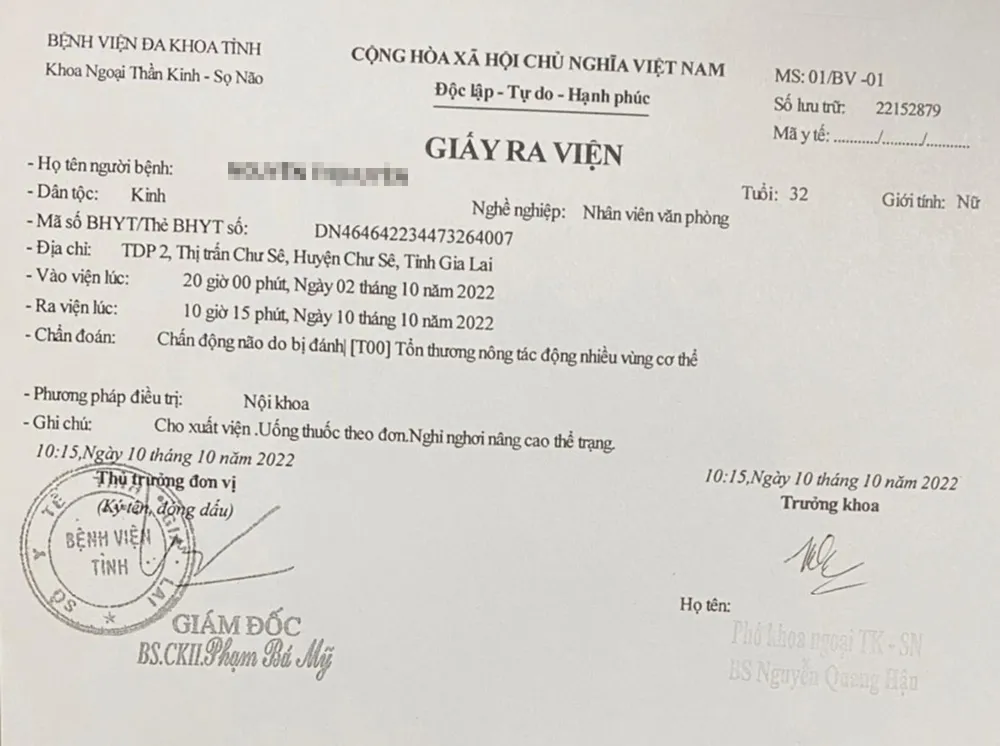 BỆNH VIỆN ĐA KHOA TỈNH
Khoa Ngoại Thần Kinh - Sọ Não
CỘNG HÒA XÃ HỘI CHỦ NGHĨA VIỆT NAM
Độc lập - Tự do - Hạnh phúc
MS: 01/BV -01
Số lưu trữ: 22152879
Mã y tế: ........../........./..........
GIẤY RA VIỆN
- Họ tên người bệnh:
Tuổi: 32 Giới tính: Nữ
- Dân tộc: Kinh Nghề nghiệp: Nhân viên văn phòng
- Mã số BHYT/Thẻ BHYT số: DN464642234473264007
- Địa chỉ: TDP 2, Thị trấn Chư Sê, Huyện Chư Sê, Tỉnh Gia Lai
- Vào viện lúc: 20 giờ 00 phút, Ngày 02 tháng 10 năm 2022
- Ra viện lúc: 10 giờ 15 phút, Ngày 10 tháng 10 năm 2022
- Chẩn đoán: Chấn động não do bị đánh| [T00] Tổn thương nông tác động nhiều vùng cơ thể
- Phương pháp điều trị: Nội khoa
- Ghi chú: Cho xuất viện .Uống thuốc theo đơn.Nghỉ nghơi nâng cao thể trạng.
10:15,Ngày 10 tháng 10 năm 2022
Thủ trưởng đơn vị
(Ký tên, đóng dấu)
SỞ Y TẾ GIA LAI
BỆNH VIỆN
TỈNH
GIÁM ĐỐC
BS.CKII.Phạm Bá Mỹ
10:15,Ngày 10 tháng 10 năm 2022
Trưởng khoa
Họ tên:
Phó khoa ngoại TK - SN
BS Nguyễn Quang Hậu